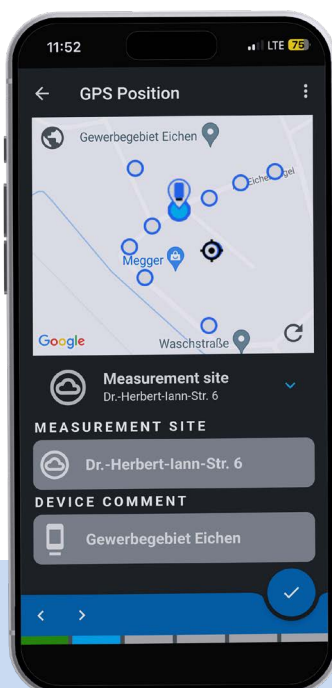 11:52
LTE 75
GPS Position
Gewerbegebiet Eichen
Megger
Waschstraße
Google
Measurement site
Dr.-Herbert-Iann-Str. 6
MEASUREMENT SITE
Dr.-Herbert-Iann-Str. 6
DEVICE COMMENT
Gewerbegebiet Eichen